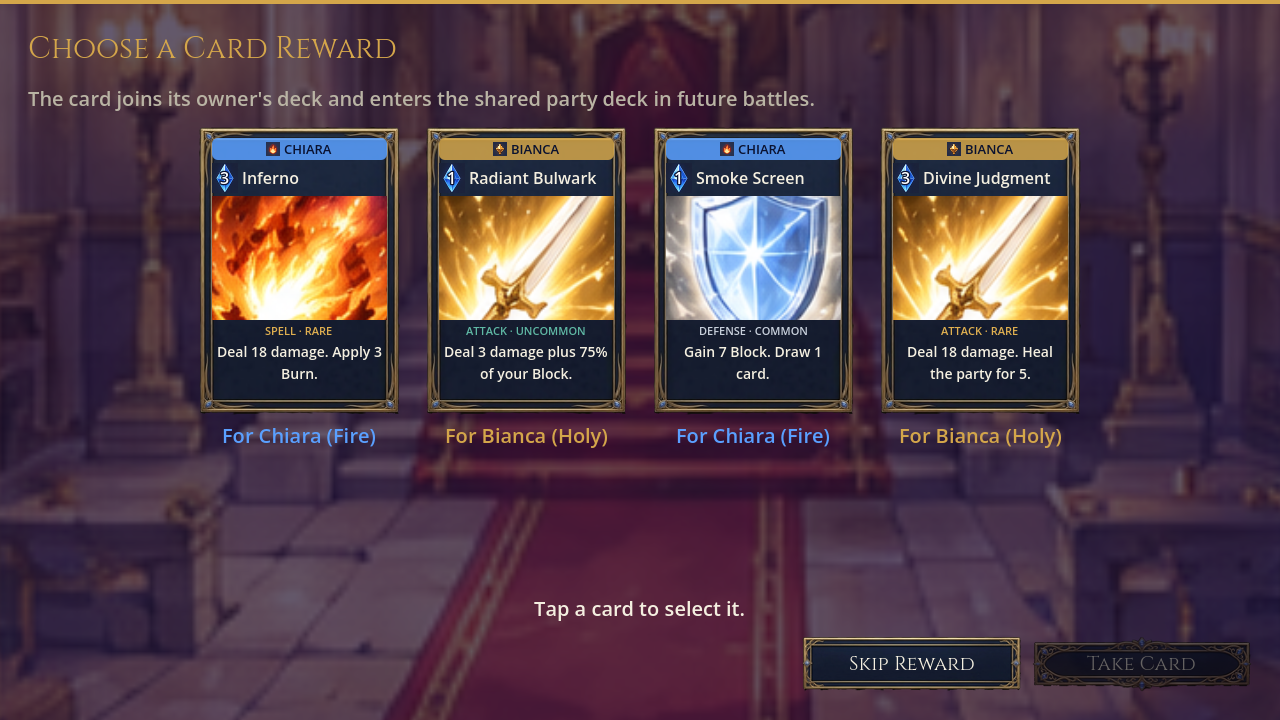 Choose a Card Reward
The card joins its owner's deck and enters the shared party deck in future battles.
CHIARA
3 Inferno
SPELL · RARE
Deal 18 damage. Apply 3
Burn.
For Chiara (Fire)
BIANCA
1 Radiant Bulwark
ATTACK · UNCOMMON
Deal 3 damage plus 75%
of your Block.
For Bianca (Holy)
CHIARA
1 Smoke Screen
DEFENSE · COMMON
Gain 7 Block. Draw 1
card.
For Chiara (Fire)
BIANCA
3 Divine Judgment
ATTACK · RARE
Deal 18 damage. Heal
the party for 5.
For Bianca (Holy)
Tap a card to select it.
Skip Reward
Take Card